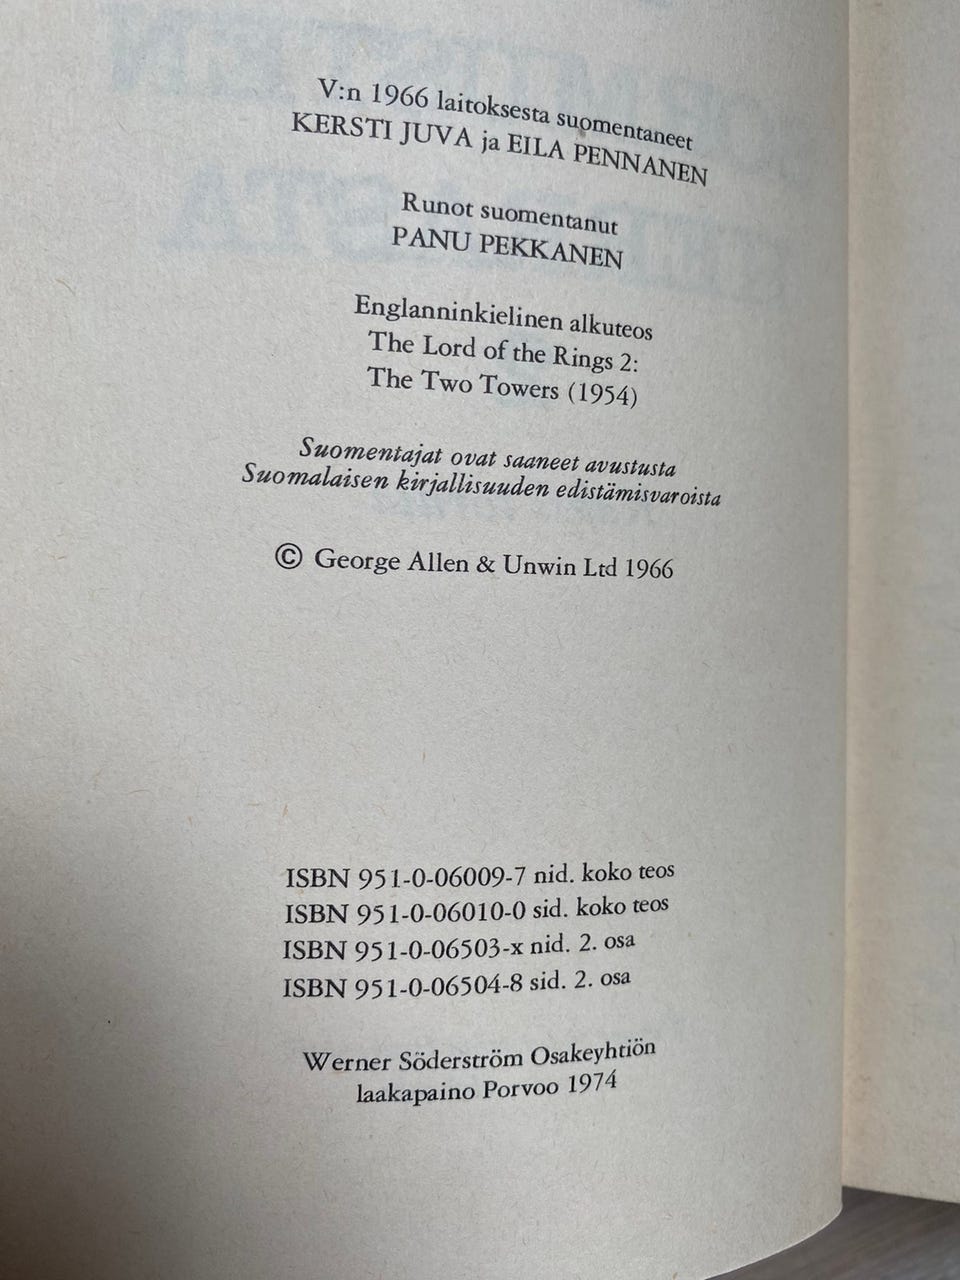 V:n 1966 laitoksesta suomentaneet
KERSTI JUVA ja EILA PENNANEN
Runot suomentanut
PANU PEKKANEN
Englanninkielinen alkuteos
The Lord of the Rings 2:
The Two Towers (1954)
Suomentajat ovat saaneet avustusta
Suomalaisen kirjallisuuden edistämisvaroista
© George Allen & Unwin Ltd 1966
ISBN 951-0-06009-7 nid. koko teos
ISBN 951-0-06010-0 sid. koko teos
ISBN 951-0-06503-x nid. 2. osa
ISBN 951-0-06504-8 sid. 2. osa
Werner Söderström Osakeyhtiön
laakapaino Porvoo 1974